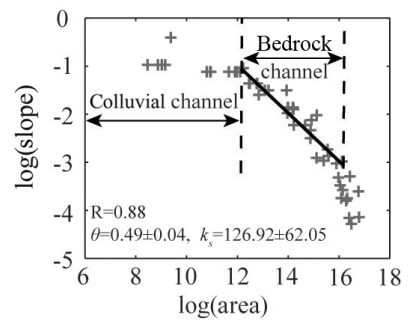 0
-1
-2
-3
-4
-5
log(slope)
Bedrock
channel
Colluvial channel
R=0.88
θ=0.49±0.04, kₛ=126.92±62.05
6 8 10 12 14 16 18
log(area)